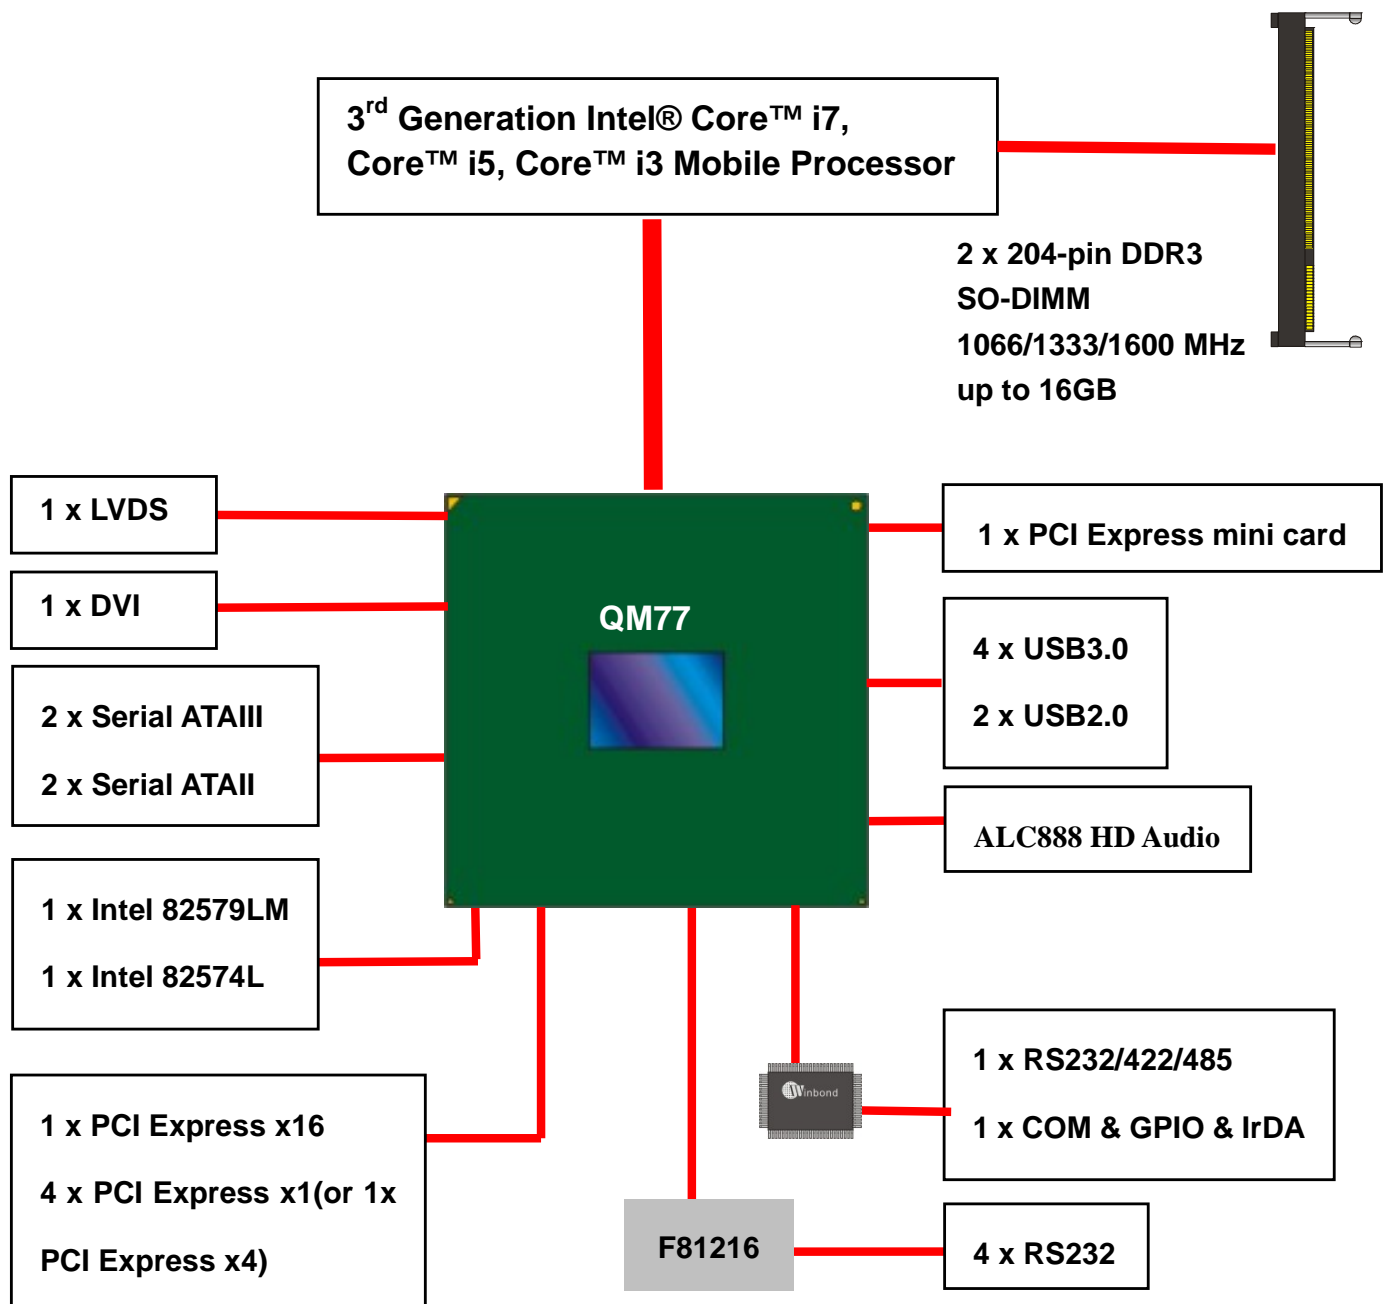 3rd Generation Intel® Core™ i7,
Core™ i5, Core™ i3 Mobile Processor
2 x 204-pin DDR3
SO-DIMM
1066/1333/1600 MHz
up to 16GB
1 x LVDS
1 x DVI
2 x Serial ATAIII
2 x Serial ATAII
1 x Intel 82579LM
1 x Intel 82574L
1 x PCI Express x16
4 x PCI Express x1(or 1x
PCI Express x4)
QM77
1 x PCI Express mini card
4 x USB3.0
2 x USB2.0
ALC888 HD Audio
Winbond
1 x RS232/422/485
1 x COM & GPIO & IrDA
F81216
4 x RS232